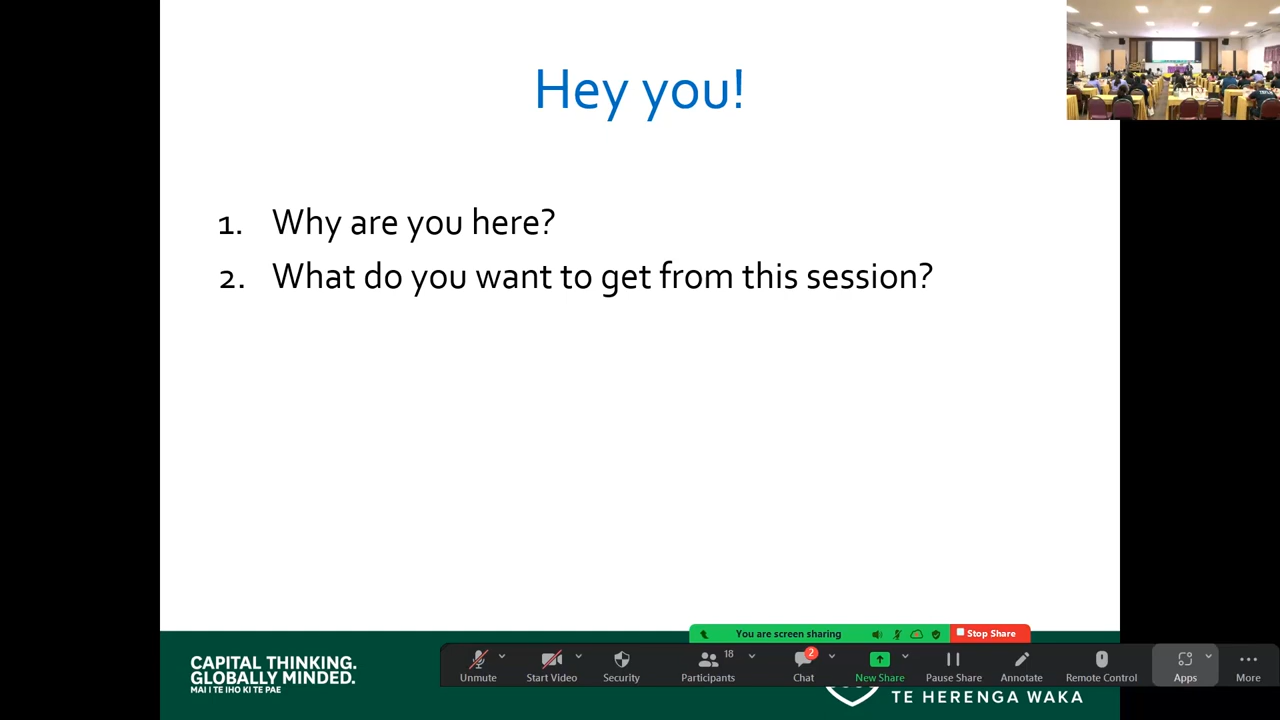 Hey you!
1. Why are you here?
2. What do you want to get from this session?
You are screen sharing
Stop Share
CAPITAL THINKING.
GLOBALLY MINDED.
MAI I TE IHO KI TE PAE
Unmute
Start Video
Security
Participants
18
Chat
2
New Share
Pause Share
Annotate
Remote Control
Apps
More
TE HERENGA WAKA